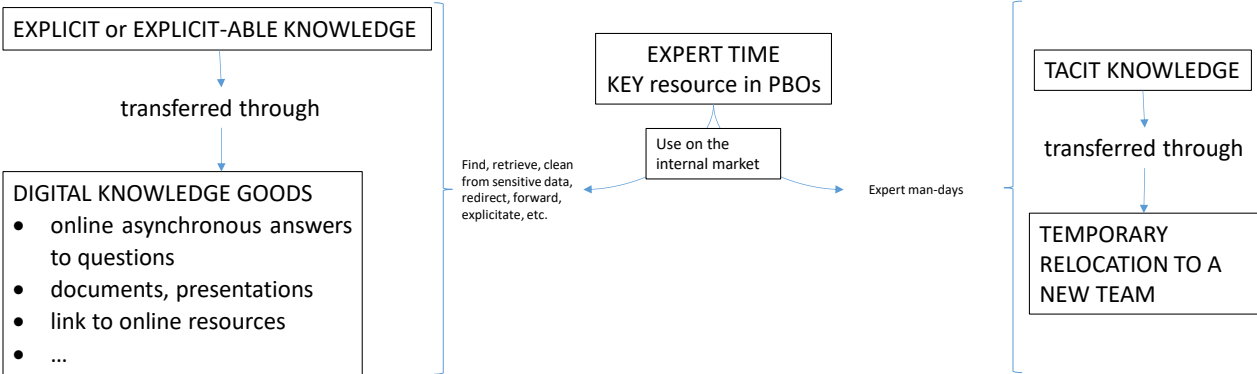 EXPLICIT or EXPLICIT-ABLE KNOWLEDGE
transferred through
DIGITAL KNOWLEDGE GOODS
• online asynchronous answers
to questions
• documents, presentations
• link to online resources
• ...
EXPERT TIME
KEY resource in PBOs
Use on the
internal market
Find, retrieve, clean
from sensitive data,
redirect, forward,
explicitate, etc.
Expert man-days
TACIT KNOWLEDGE
transferred through
TEMPORARY
RELOCATION TO A
NEW TEAM